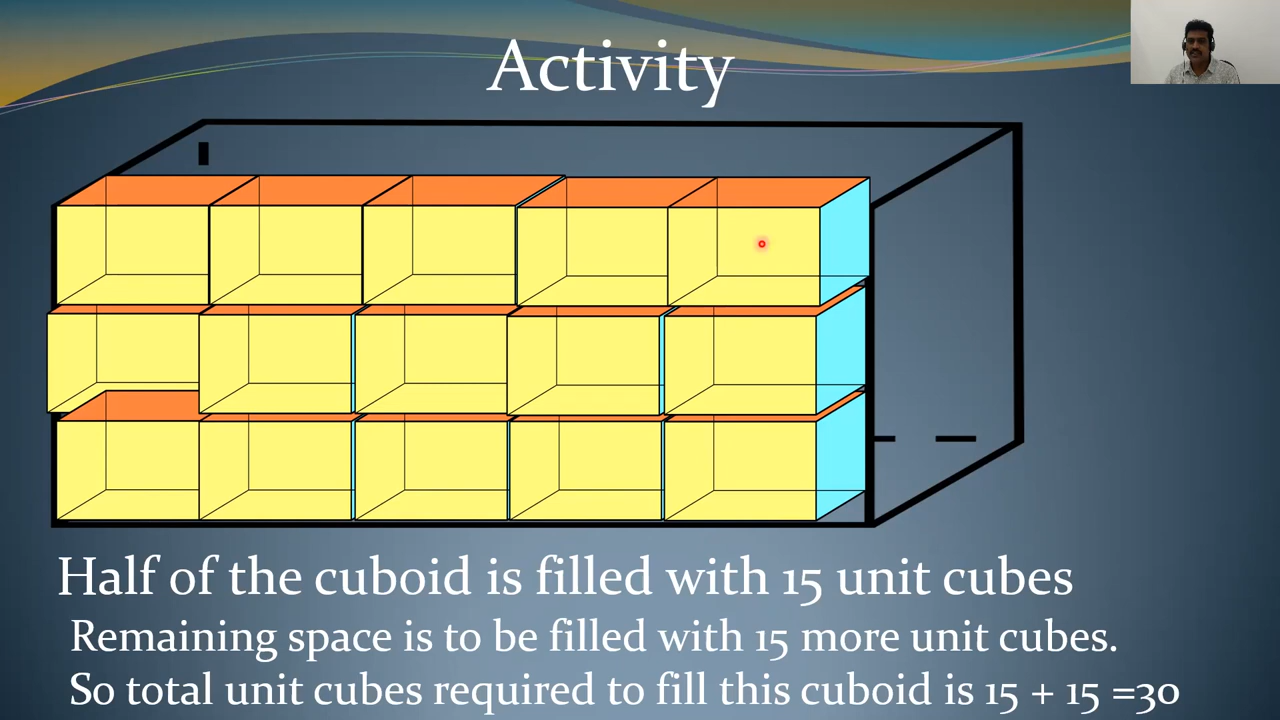 Activity
Half of the cuboid is filled with 15 unit cubes
Remaining space is to be filled with 15 more unit cubes.
So total unit cubes required to fill this cuboid is 15 + 15 =30